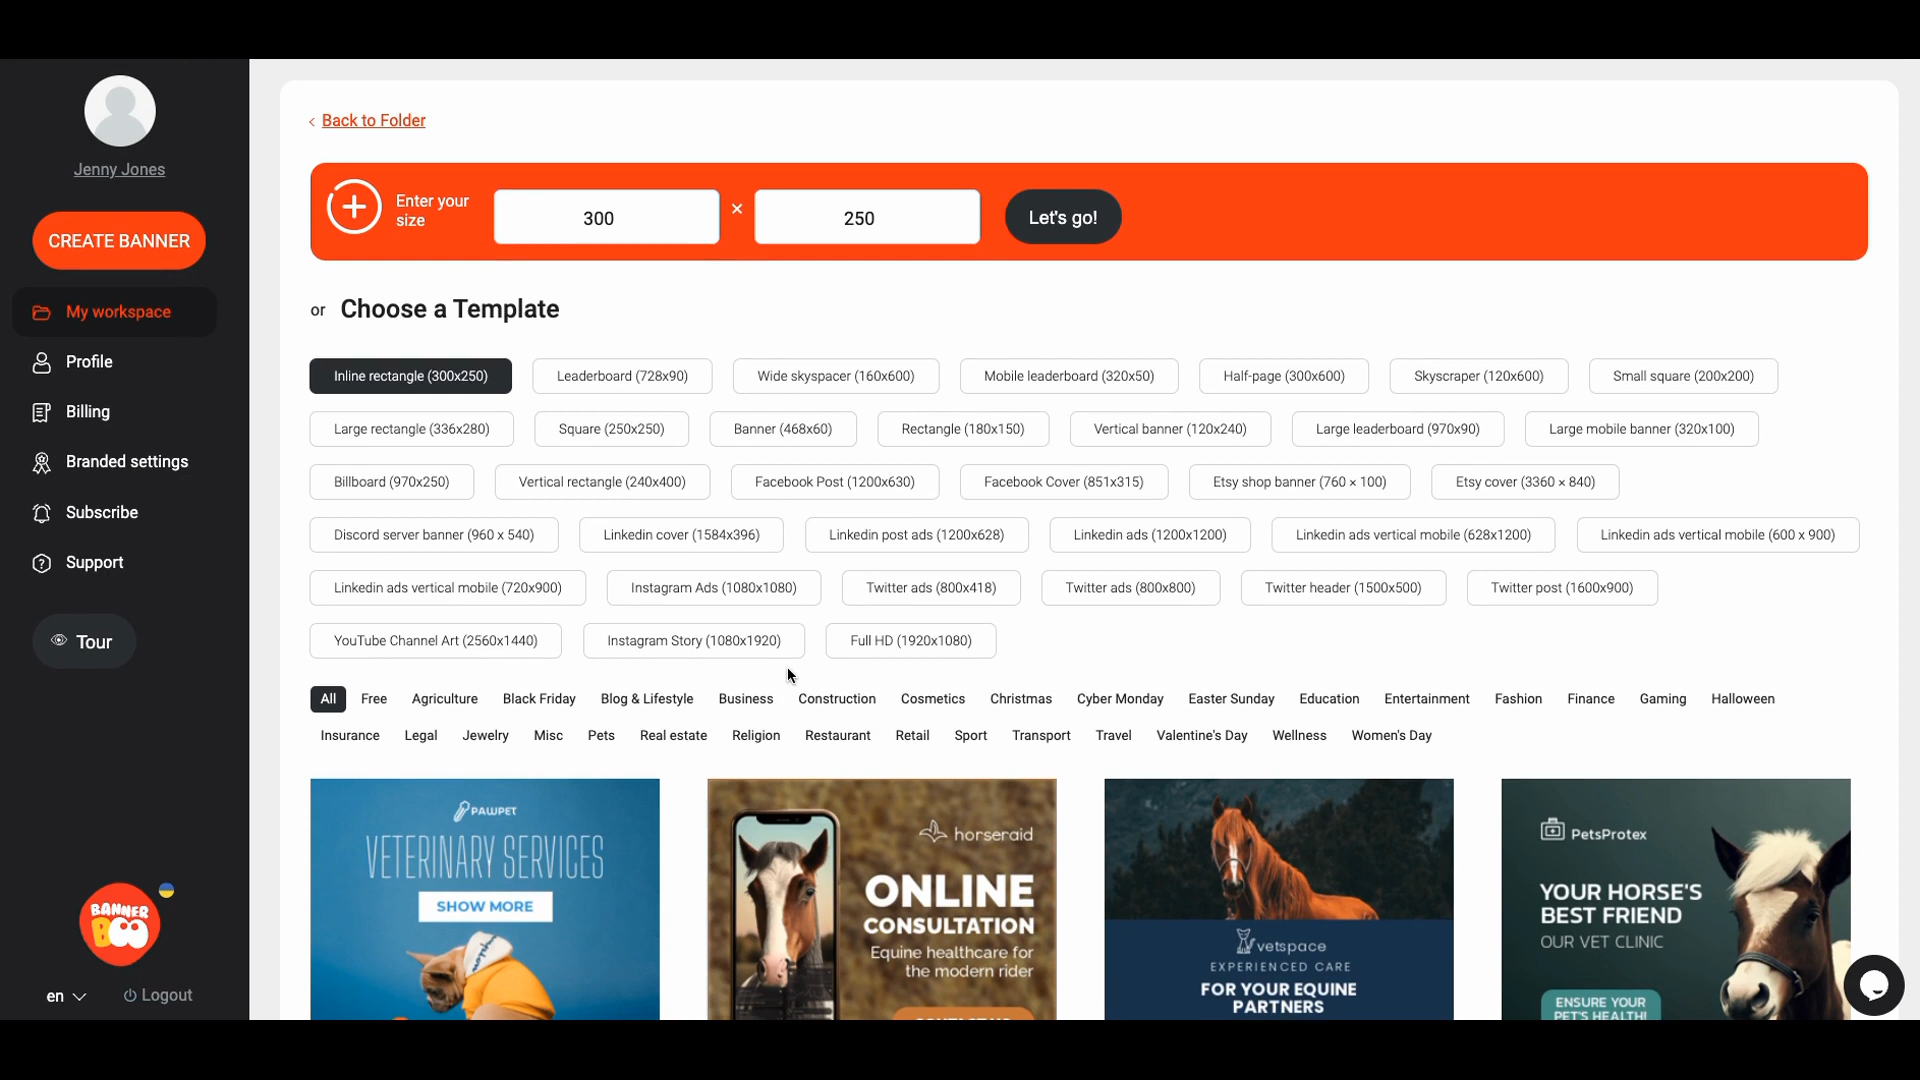 Jenny Jones
CREATE BANNER
My workspace
Profile
Billing
Branded settings
Subscribe
Support
Tour
BANNER
BOO
en
Logout
< Back to Folder
Enter your
size
300 × 250 Let's go!
or Choose a Template
Inline rectangle (300x250) Leaderboard (728x90) Wide skyspacer (160x600) Mobile leaderboard (320x50) Half-page (300x600) Skyscraper (120x600) Small square (200x200)
Large rectangle (336x280) Square (250x250) Banner (468x60) Rectangle (180x150) Vertical banner (120x240) Large leaderboard (970x90) Large mobile banner (320x100)
Billboard (970x250) Vertical rectangle (240x400) Facebook Post (1200x630) Facebook Cover (851x315) Etsy shop banner (760 × 100) Etsy cover (3360 × 840)
Discord server banner (960 x 540) Linkedin cover (1584x396) Linkedin post ads (1200x628) Linkedin ads (1200x1200) Linkedin ads vertical mobile (628x1200) Linkedin ads vertical mobile (600 x 900)
Linkedin ads vertical mobile (720x900) Instagram Ads (1080x1080) Twitter ads (800x418) Twitter ads (800x800) Twitter header (1500x500) Twitter post (1600x900)
YouTube Channel Art (2560x1440) Instagram Story (1080x1920) Full HD (1920x1080)
All Free Agriculture Black Friday Blog & Lifestyle Business Construction Cosmetics Christmas Cyber Monday Easter Sunday Education Entertainment Fashion Finance Gaming Halloween
Insurance Legal Jewelry Misc Pets Real estate Religion Restaurant Retail Sport Transport Travel Valentine's Day Wellness Women's Day
PAWPET
VETERINARY SERVICES
SHOW MORE
horseraid
ONLINE
CONSULTATION
Equine healthcare for
the modern rider
vetspace
EXPERIENCED CARE
FOR YOUR EQUINE
PARTNERS
PetsProtex
YOUR HORSE'S
BEST FRIEND
OUR VET CLINIC
ENSURE YOUR
PET'S HEALTH!